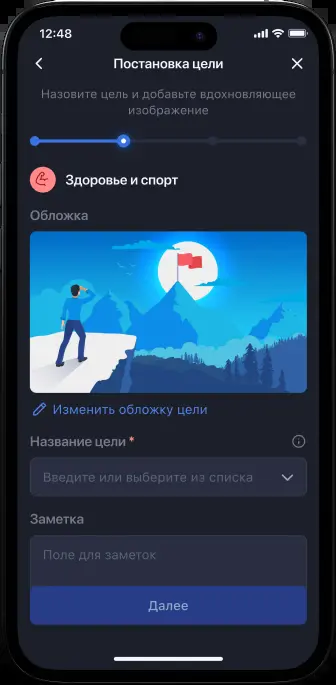 12:48
Постановка цели
Назовите цель и добавьте вдохновляющее
изображение
Здоровье и спорт
Обложка
Изменить обложку цели
Название цели *
Введите или выберите из списка
Заметка
Поле для заметок
Далее